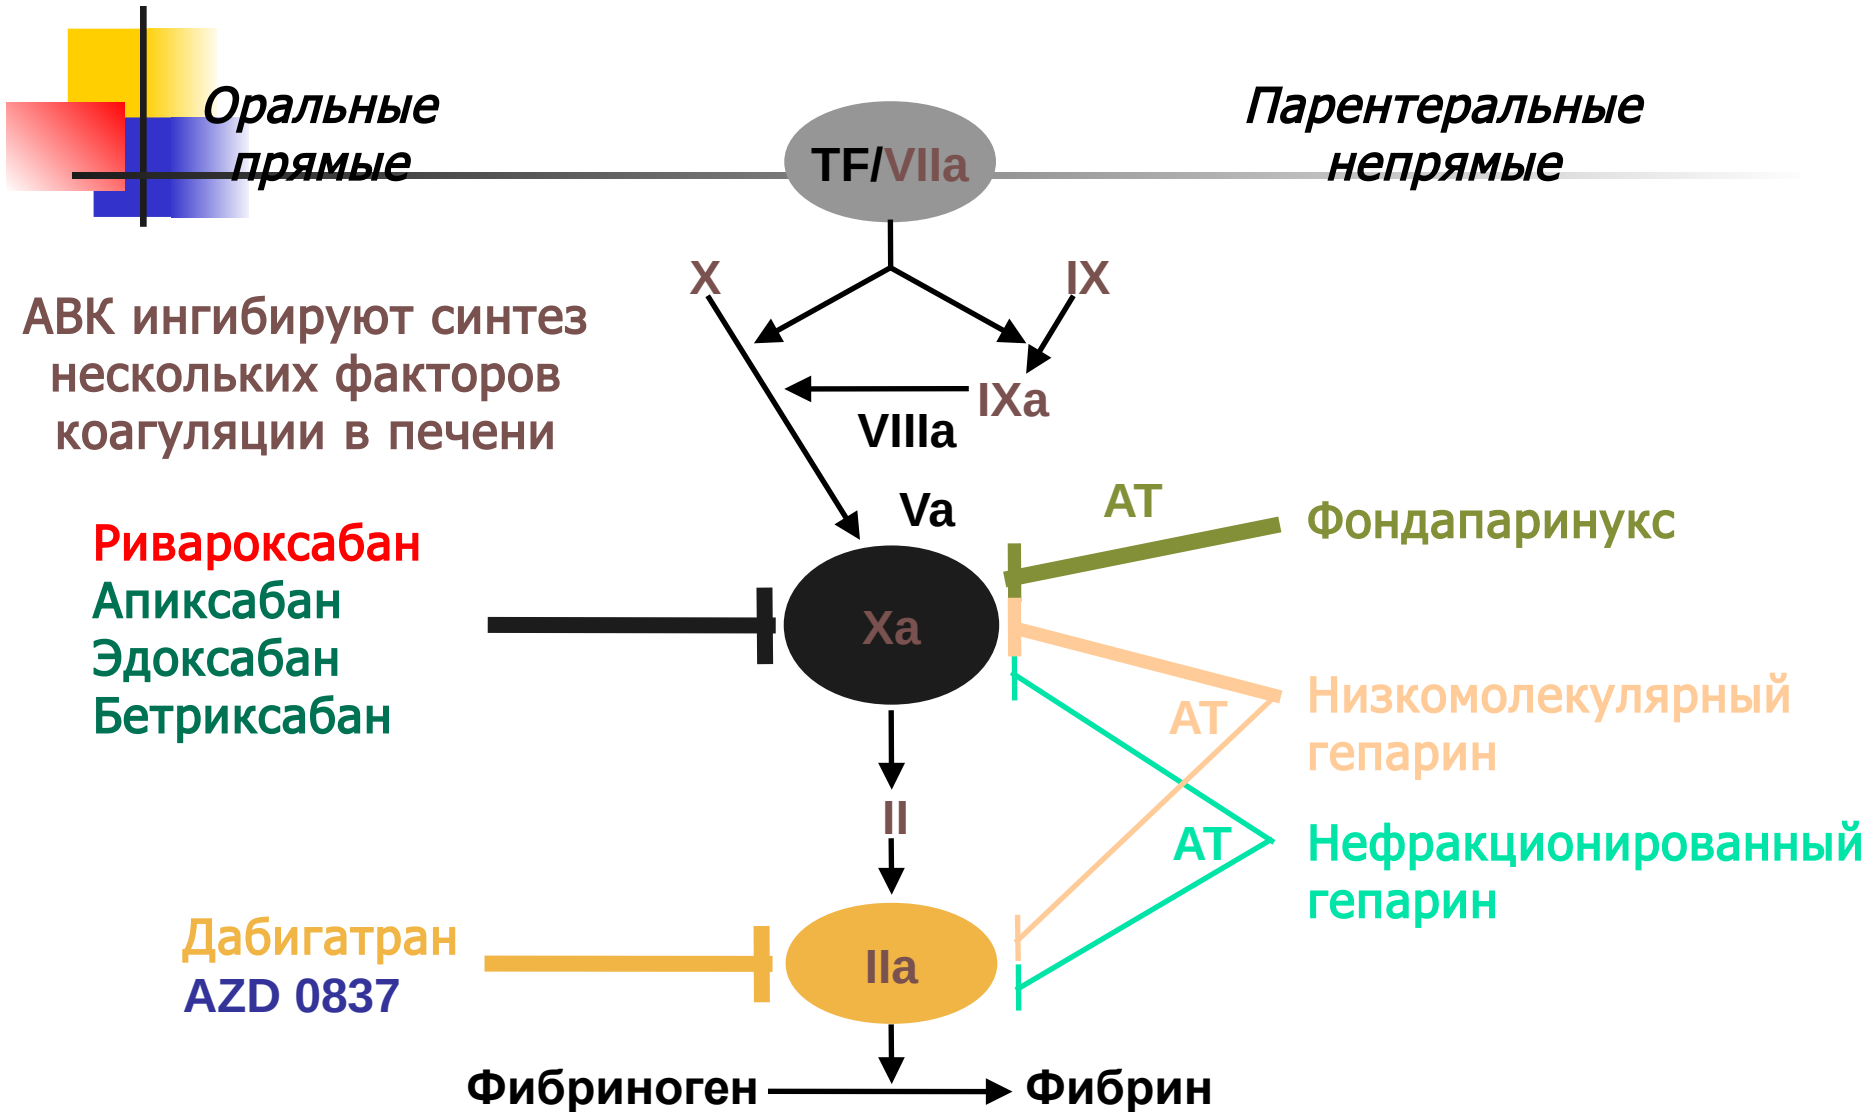 Оральные
прямые
Парентеральные
непрямые
TF/VIIa
X
IX
АВК ингибируют синтез
нескольких факторов
коагуляции в печени
IXa
VIIIa
Va
AT
Фондапаринукс
Ривароксабан
Апиксабан
Эдоксабан
Бетриксабан
Xa
AT
Низкомолекулярный
гепарин
II
AT
Нефракционированный
гепарин
Дабигатран
AZD 0837
IIa
Фибриноген
Фибрин